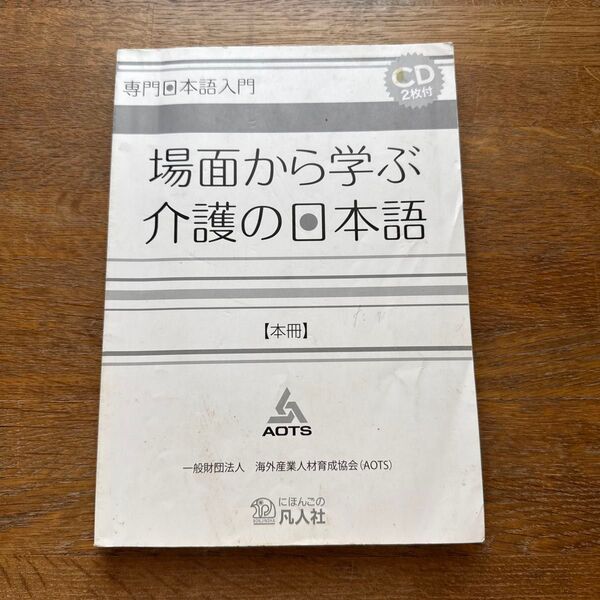 専門日本語入門
CD
2枚付
場面から学ぶ
介護の日本語
【本冊】
AOTS
一般財団法人 海外産業人材育成協会(AOTS)
BONJINSHA
にほんごの
凡人社